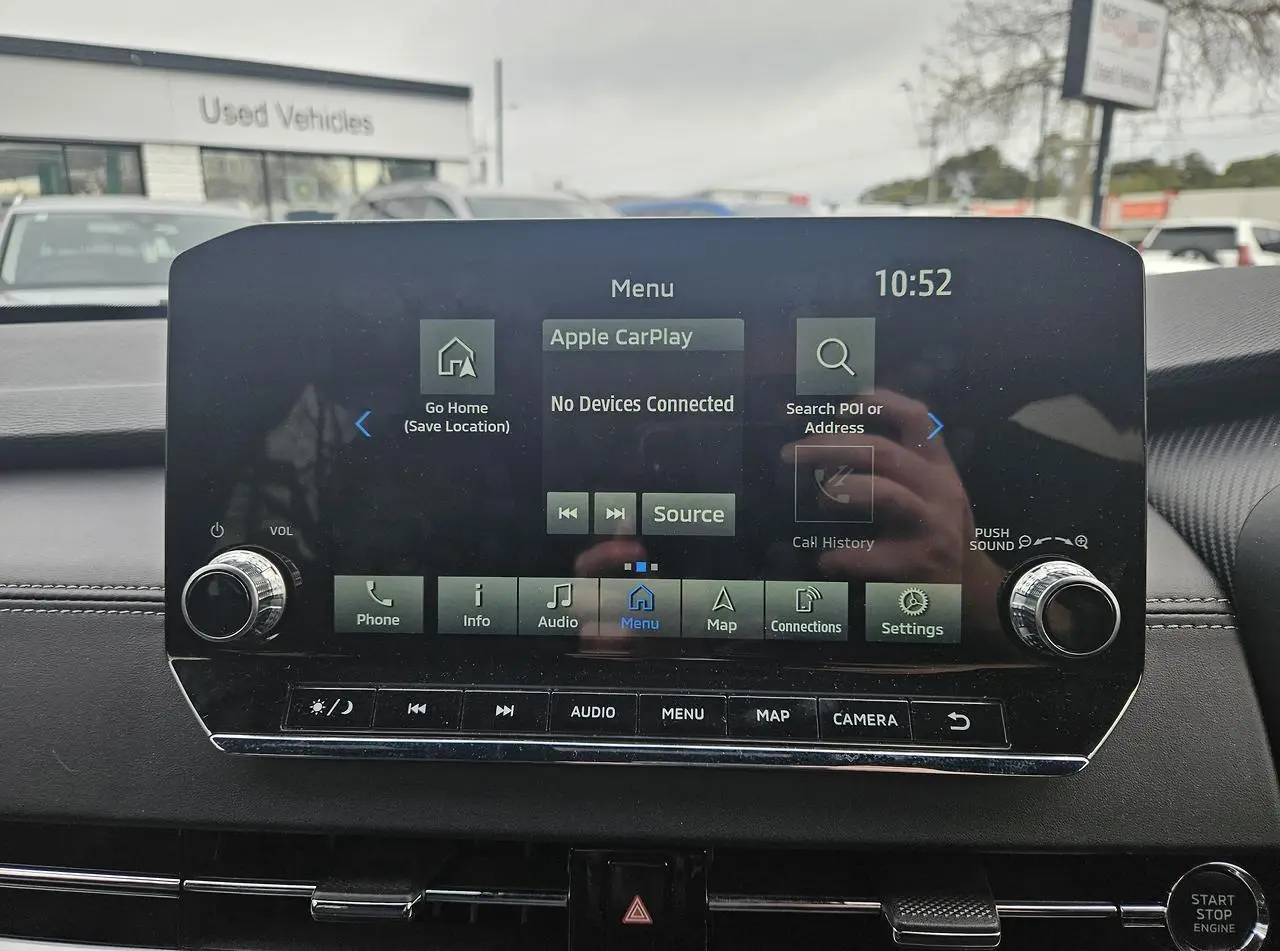 Used Vehicles
Used Vehicles
Menu
10:52
Apple CarPlay
No Devices Connected
Go Home
(Save Location)
Search POI or
Address
Source
Call History
VOL
PUSH
SOUND
Phone
Info
Audio
Menu
Map
Connections
Settings
AUDIO
MENU
MAP
CAMERA
START
STOP
ENGINE